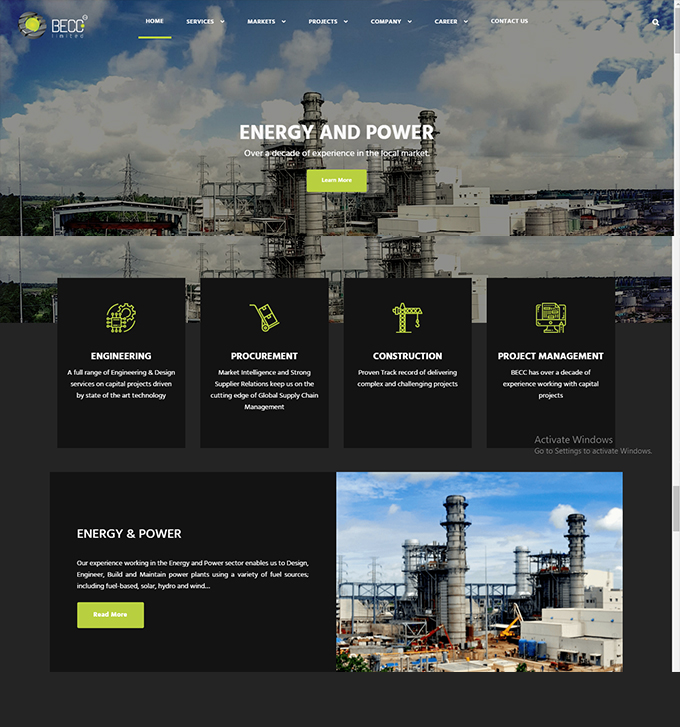 BECC
limited
HOME
SERVICES
MARKETS
PROJECTS
COMPANY
CAREER
CONTACT US
ENERGY AND POWER
Over a decade of experience in the local market.
Learn More
ENGINEERING
A full range of Engineering & Design
services on capital projects driven
by state of the art technology
PROCUREMENT
Market Intelligence and Strong
Supplier Relations keep us on the
cutting edge of Global Supply Chain
Management
CONSTRUCTION
Proven Track record of delivering
complex and challenging projects
PROJECT MANAGEMENT
BECC has over a decade of
experience working with capital
projects
Activate Windows
Go to Settings to activate Windows.
ENERGY & POWER
Our experience working in the Energy and Power sector enables us to Design,
Engineer, Build and Maintain power plants using a variety of fuel sources;
including fuel-based, solar, hydro and wind...
Read More